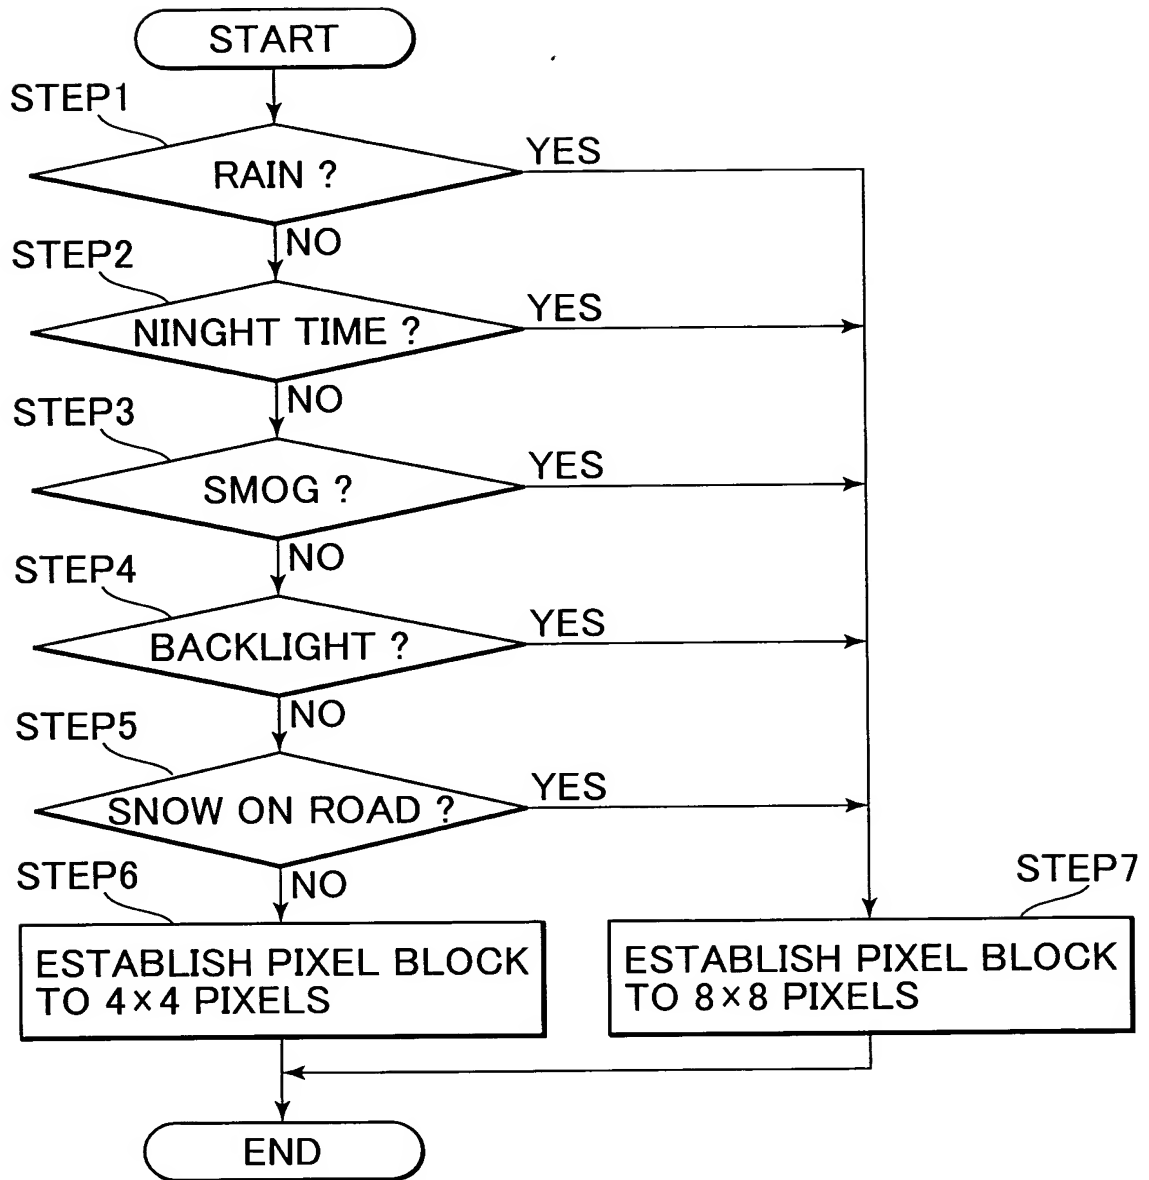 START
STEP1
RAIN ?
YES
NO
STEP2
NINGHT TIME ?
YES
NO
STEP3
SMOG ?
YES
NO
STEP4
BACKLIGHT ?
YES
NO
STEP5
SNOW ON ROAD ?
YES
NO
STEP6
ESTABLISH PIXEL BLOCK
TO 4×4 PIXELS
STEP7
ESTABLISH PIXEL BLOCK
TO 8×8 PIXELS
END